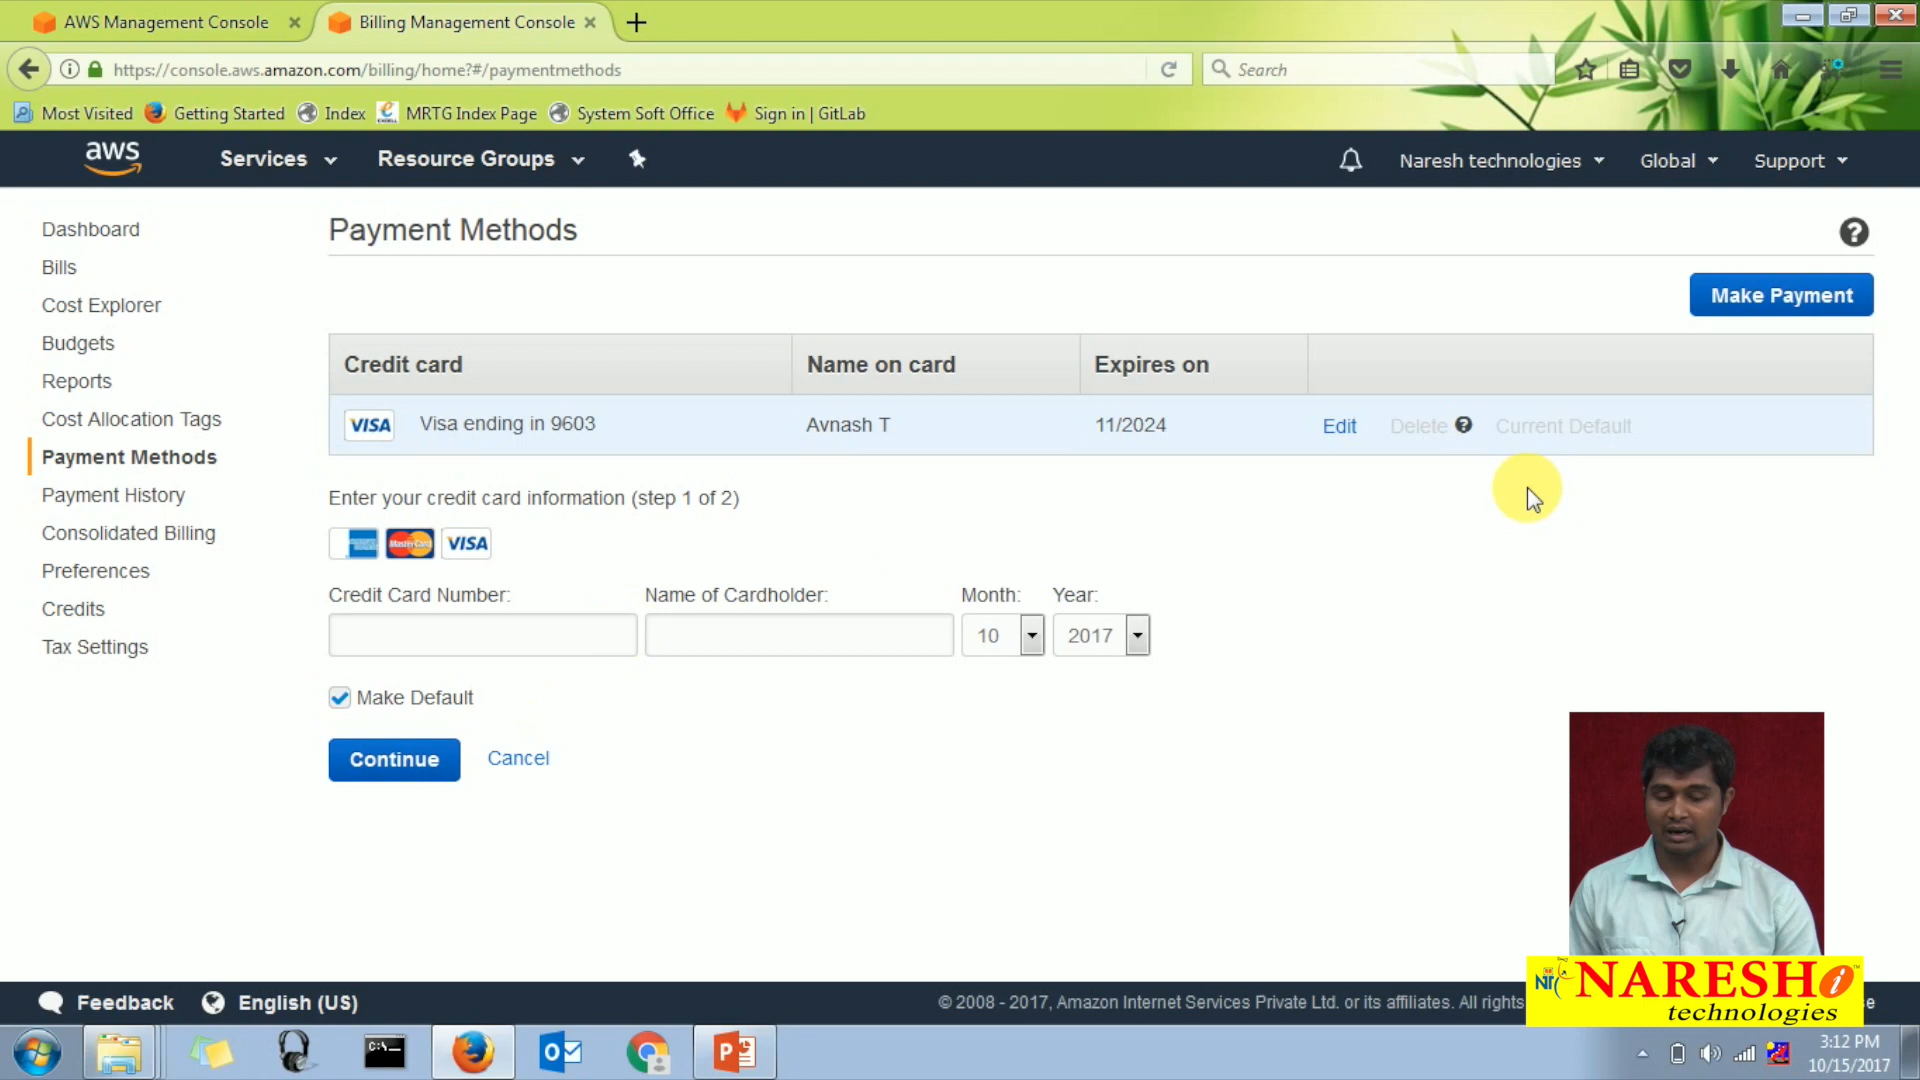 AWS Management Console
Billing Management Console
https://console.aws.amazon.com/billing/home?#/paymentmethods
Search
Most Visited
Getting Started
Index
MRTG Index Page
System Soft Office
Sign in | GitLab
aws
Services
Resource Groups
Naresh technologies
Global
Support
Dashboard
Bills
Cost Explorer
Budgets
Reports
Cost Allocation Tags
Payment Methods
Payment History
Consolidated Billing
Preferences
Credits
Tax Settings
Payment Methods
Make Payment
Credit card Name on card Expires on
VISA Visa ending in 9603 Avnash T 11/2024 Edit Delete Current Default
Enter your credit card information (step 1 of 2)
MasterCard VISA
Credit Card Number: Name of Cardholder: Month: Year:
10 2017
Make Default
Continue Cancel
Feedback English (US)
© 2008 - 2017, Amazon Internet Services Private Ltd. or its affiliates. All rights
NARESH i
technologies
3:12 PM
10/15/2017